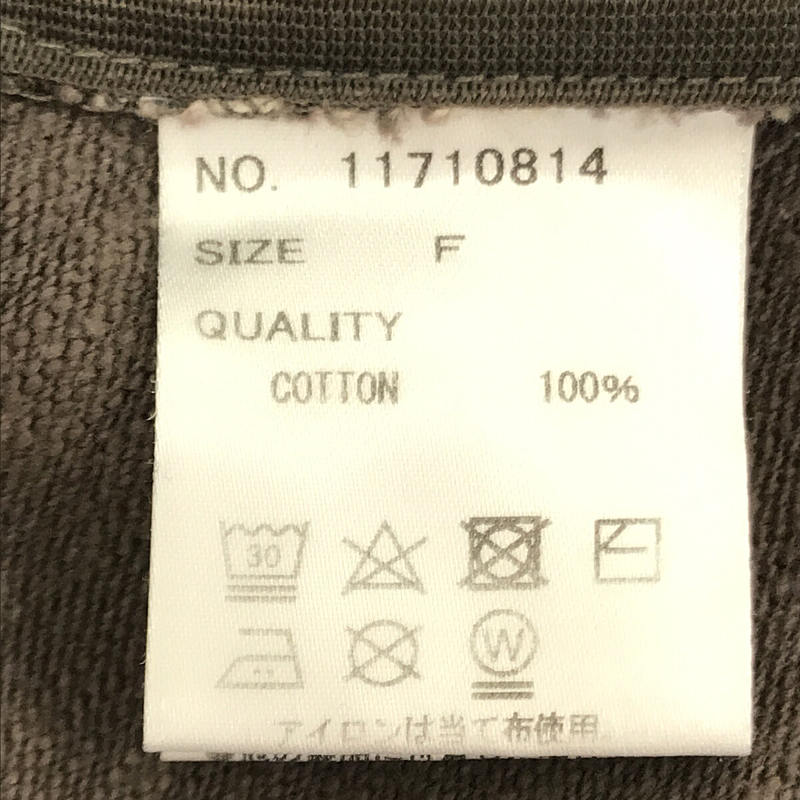 NO. 11710814
SIZE F
QUALITY
COTTON 100%
30
W
アイロンは当て布使用